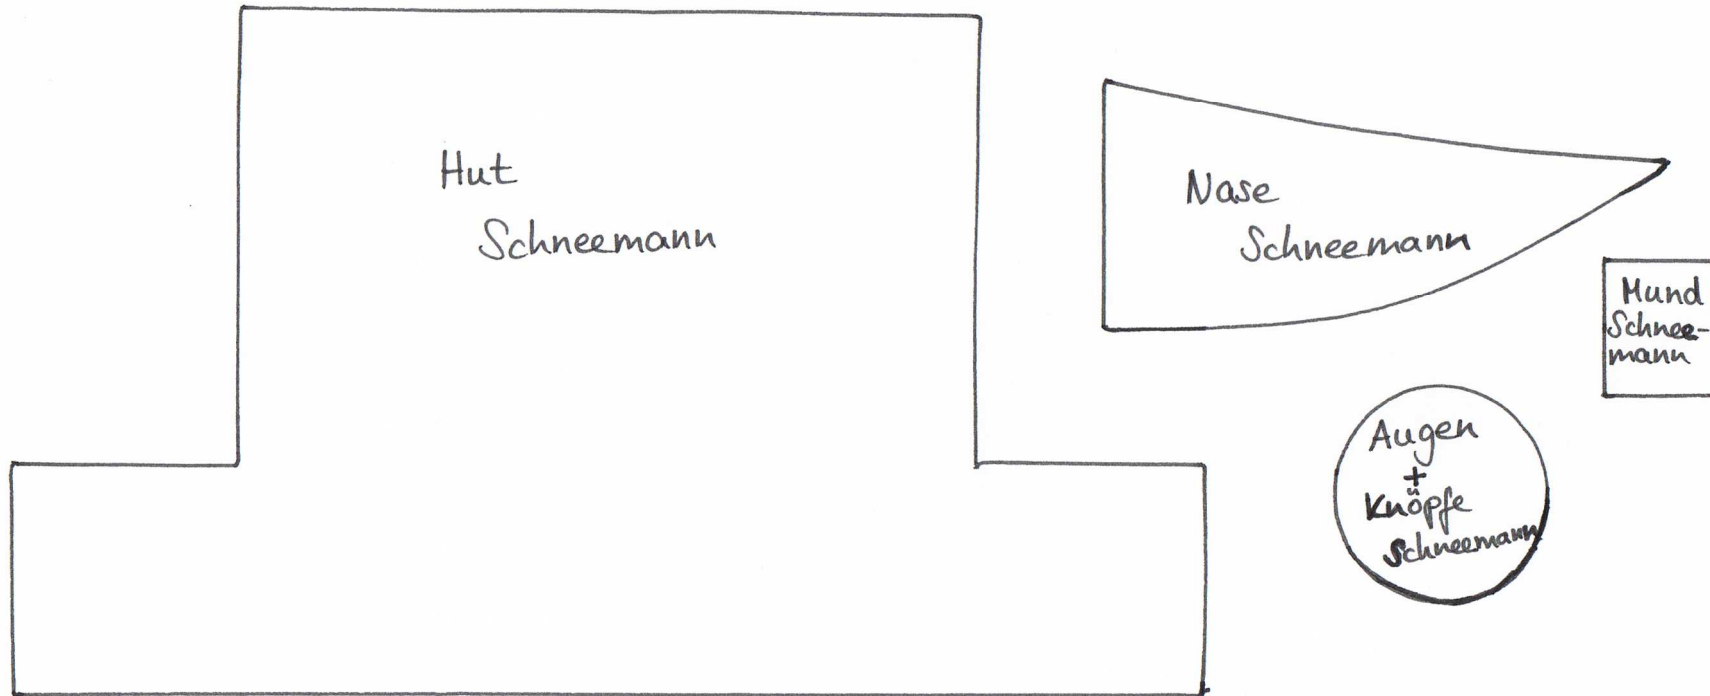 Hut
Schneemann
Nase
Schneemann
Mund
Schnee-
mann
Augen
+
Knöpfe
Schneemann